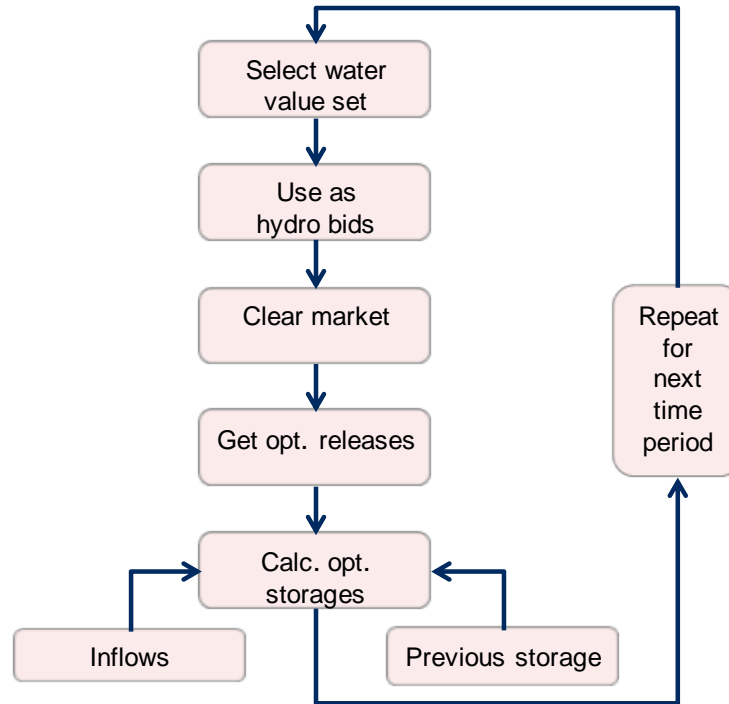 Select water
value set
Use as
hydro bids
Clear market
Get opt. releases
Calc. opt.
storages
Inflows
Previous storage
Repeat
for
next
time
period